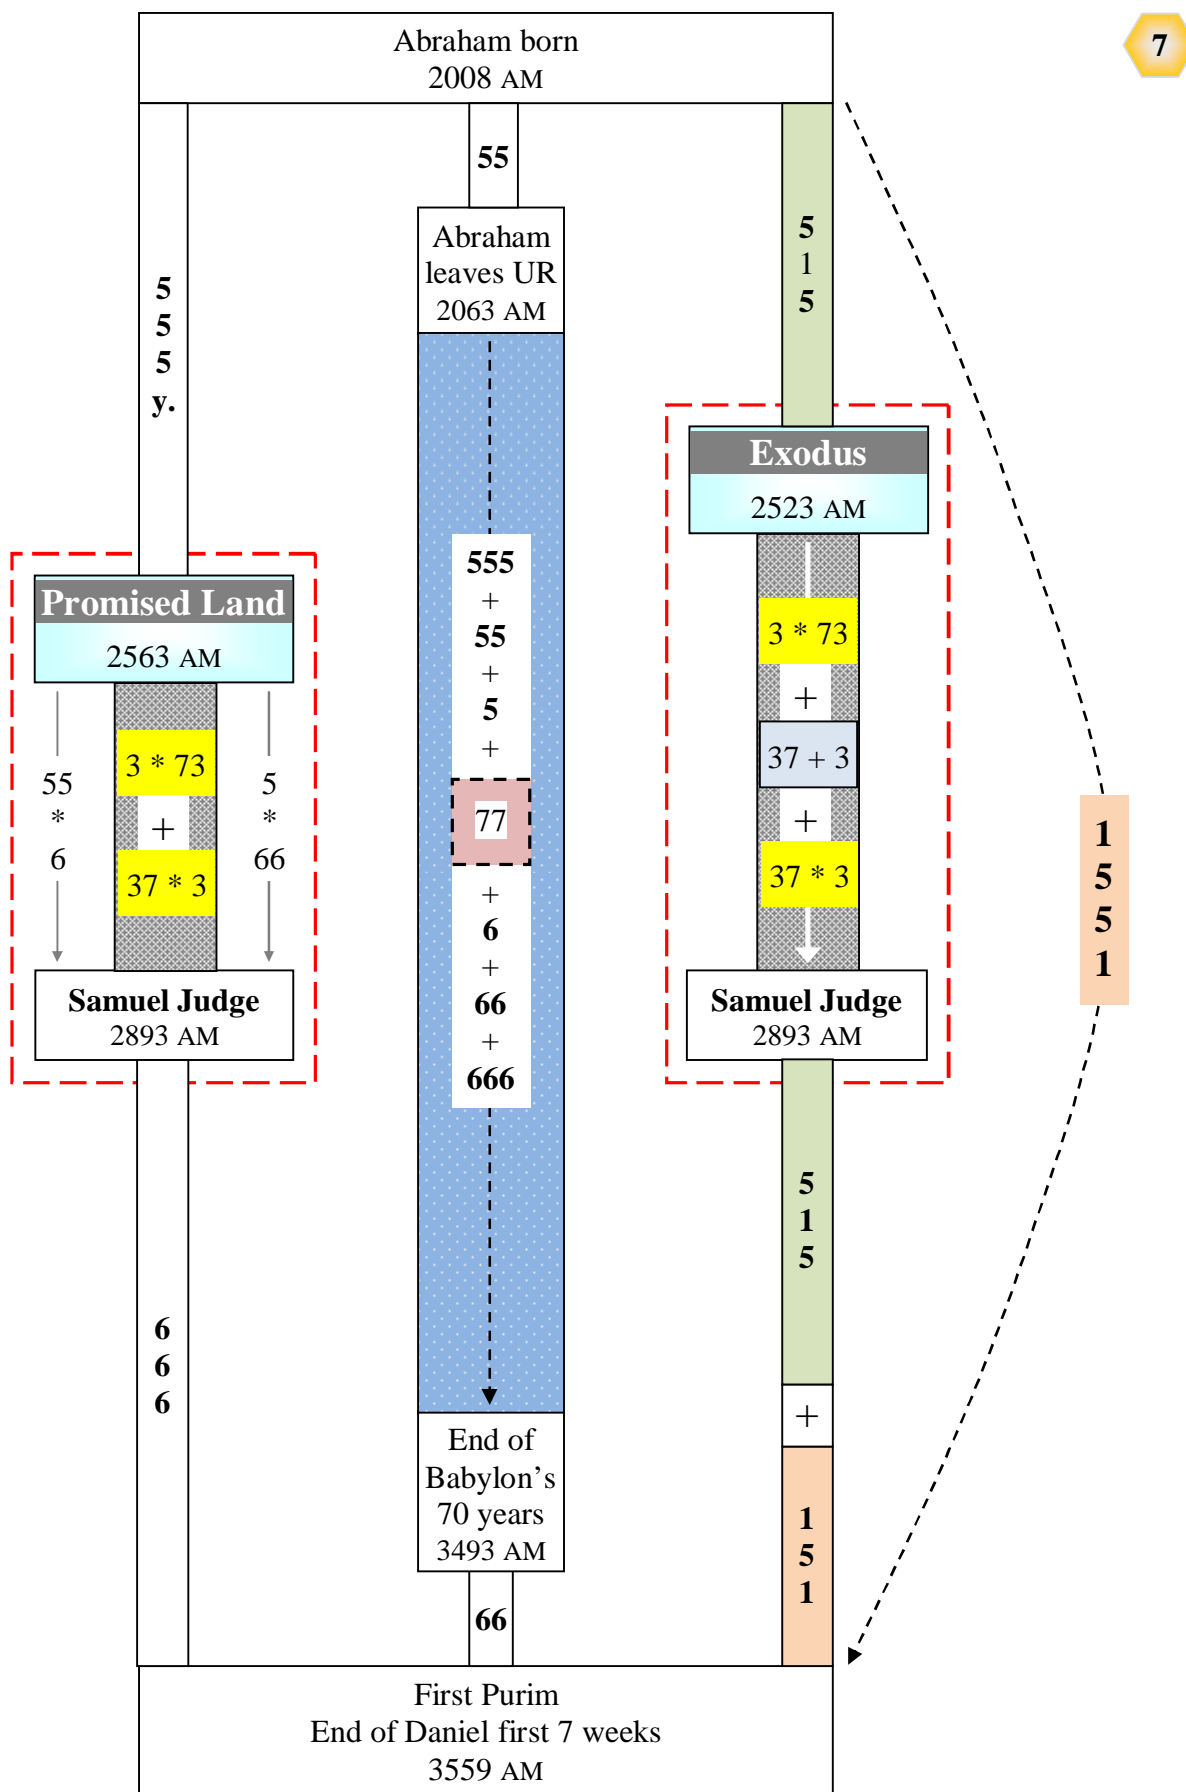 Abraham born
2008 AM
7
55
Abraham
leaves UR
2063 AM
5
1
5
5
5
5
y.
Exodus
2523 AM
Promised Land
2563 AM
555
+
55
+
5
+
77
+
6
+
66
+
666
3 * 73
+
37 + 3
+
37 * 3
55
*
6
3 * 73
+
37 * 3
5
*
66
1
5
5
1
Samuel Judge
2893 AM
Samuel Judge
2893 AM
5
1
5
6
6
6
+
End of
Babylon’s
70 years
3493 AM
1
5
1
66
First Purim
End of Daniel first 7 weeks
3559 AM